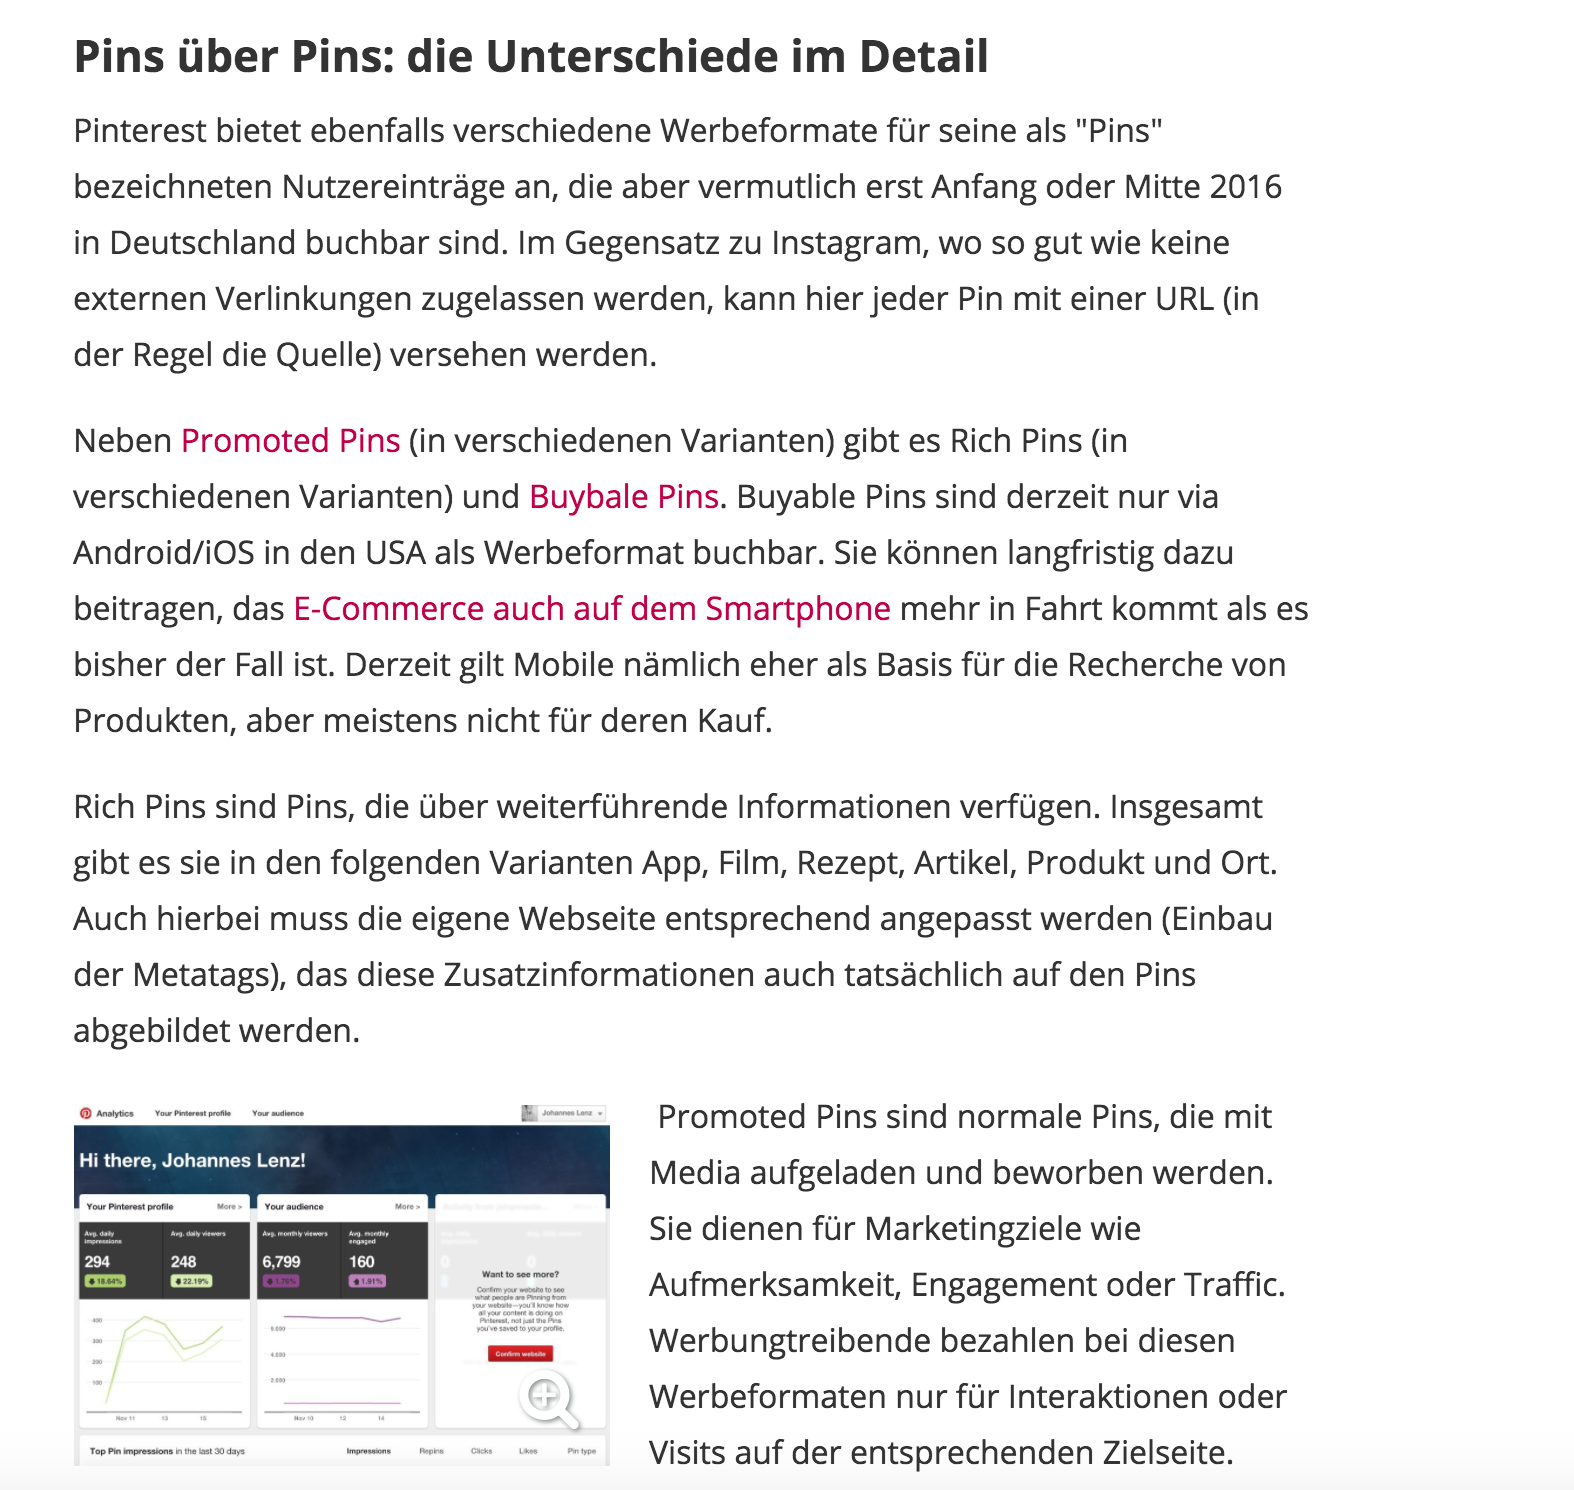 Pins über Pins: die Unterschiede im Detail
Pinterest bietet ebenfalls verschiedene Werbeformate für seine als "Pins"
bezeichneten Nutzereinträge an, die aber vermutlich erst Anfang oder Mitte 2016
in Deutschland buchbar sind. Im Gegensatz zu Instagram, wo so gut wie keine
externen Verlinkungen zugelassen werden, kann hier jeder Pin mit einer URL (in
der Regel die Quelle) versehen werden.
Neben Promoted Pins (in verschiedenen Varianten) gibt es Rich Pins (in
verschiedenen Varianten) und Buybale Pins. Buyable Pins sind derzeit nur via
Android/iOS in den USA als Werbeformat buchbar. Sie können langfristig dazu
beitragen, das E-Commerce auch auf dem Smartphone mehr in Fahrt kommt als es
bisher der Fall ist. Derzeit gilt Mobile nämlich eher als Basis für die Recherche von
Produkten, aber meistens nicht für deren Kauf.
Rich Pins sind Pins, die über weiterführende Informationen verfügen. Insgesamt
gibt es sie in den folgenden Varianten App, Film, Rezept, Artikel, Produkt und Ort.
Auch hierbei muss die eigene Webseite entsprechend angepasst werden (Einbau
der Metatags), das diese Zusatzinformationen auch tatsächlich auf den Pins
abgebildet werden.
Analytics Your Pinterest profile Your audience Johannes Lenz
Hi there, Johannes Lenz!
Your Pinterest profile More >
Avg. daily impressions
294
18.64%
Avg. daily viewers
248
22.19%
400
300
200
100
Nov 11 13 15
Your audience More >
Avg. monthly viewers
6,799
1.76%
Avg. monthly engaged
160
1.91%
6.000
4.000
2.000
Nov 10 12 14
Want to see more?
Confirm your website to see
what people are Pinning from
your website—you'll know how
all your content is doing on
Pinterest, not just the Pins
you've saved to your profile.
Confirm website
Top Pin impressions in the last 30 days Impressions Repins Clicks Likes Pin type
Promoted Pins sind normale Pins, die mit
Media aufgeladen und beworben werden.
Sie dienen für Marketingziele wie
Aufmerksamkeit, Engagement oder Traffic.
Werbungtreibende bezahlen bei diesen
Werbeformaten nur für Interaktionen oder
Visits auf der entsprechenden Zielseite.